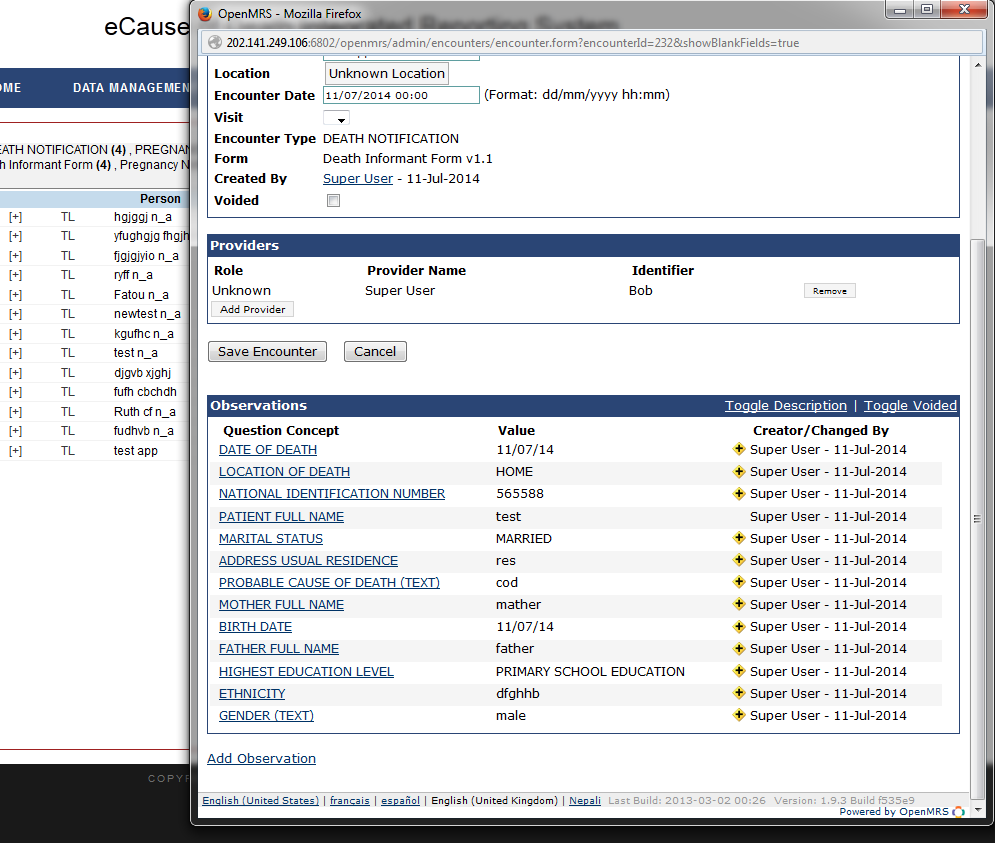 eCause
OME DATA MANAGEMEN
EATH NOTIFICATION (4) , PREGNAN
h Informant Form (4) , Pregnancy N
Person
[+] TL hgjggj n_a
[+] TL yfughgjg fhgjh
[+] TL fjgjgjyio n_a
[+] TL ryff n_a
[+] TL Fatou n_a
[+] TL newtest n_a
[+] TL kgufhc n_a
[+] TL test n_a
[+] TL djgvb xjghj
[+] TL fufh cbchdh
[+] TL Ruth cf n_a
[+] TL fudhvb n_a
[+] TL test app
COPYR
OpenMRS - Mozilla Firefox
202.141.249.106:6802/openmrs/admin/encounters/encounter.form?encounterId=232&showBlankFields=true
Location Unknown Location
Encounter Date 11/07/2014 00:00 (Format: dd/mm/yyyy hh:mm)
Visit
Encounter Type DEATH NOTIFICATION
Form Death Informant Form v1.1
Created By Super User - 11-Jul-2014
Voided
Providers
Role Provider Name Identifier
Unknown Super User Bob Remove
Add Provider
Save Encounter Cancel
Observations Toggle Description | Toggle Voided
Question Concept Value Creator/Changed By
DATE OF DEATH 11/07/14 Super User - 11-Jul-2014
LOCATION OF DEATH HOME Super User - 11-Jul-2014
NATIONAL IDENTIFICATION NUMBER 565588 Super User - 11-Jul-2014
PATIENT FULL NAME test Super User - 11-Jul-2014
MARITAL STATUS MARRIED Super User - 11-Jul-2014
ADDRESS USUAL RESIDENCE res Super User - 11-Jul-2014
PROBABLE CAUSE OF DEATH (TEXT) cod Super User - 11-Jul-2014
MOTHER FULL NAME mather Super User - 11-Jul-2014
BIRTH DATE 11/07/14 Super User - 11-Jul-2014
FATHER FULL NAME father Super User - 11-Jul-2014
HIGHEST EDUCATION LEVEL PRIMARY SCHOOL EDUCATION Super User - 11-Jul-2014
ETHNICITY dfghhb Super User - 11-Jul-2014
GENDER (TEXT) male Super User - 11-Jul-2014
Add Observation
English (United States) | français | español | English (United Kingdom) | Nepali Last Build: 2013-03-02 00:26 Version: 1.9.3 Build f535e9
Powered by OpenMRS